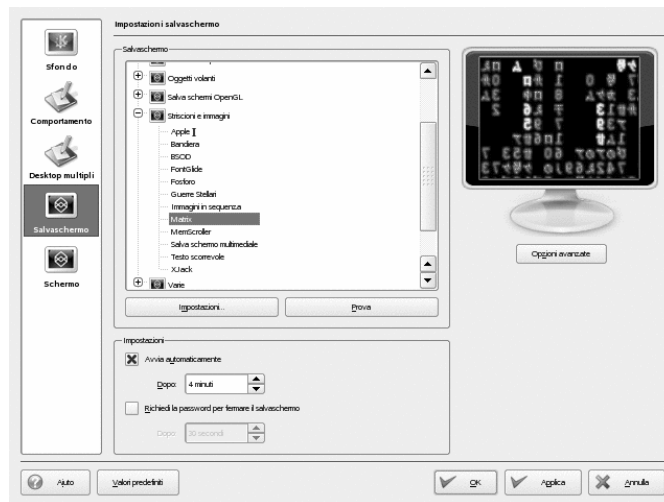 Impostazioni salvaschermo
Sfondo
Comportamento
Desktop multipli
Salvaschermo
Schermo
Salvaschermo
Oggetti volanti
Salva schermi OpenGL
Striscioni e immagini
Apple ][
Bandiera
BSOD
FontGlide
Fosforo
Guerre Stellari
Immagini in sequenza
Matrix
MemScroller
Salva schermo multimediale
Testo scorrevole
XJack
Varie
Impostazioni...
Prova
Opzioni avanzate
Impostazioni
Avvia automaticamente
Dopo:
4 minuti
Richiedi la password per fermare il salvaschermo
Dopo:
30 secondi
Aiuto
Valori predefiniti
OK
Applica
Annulla